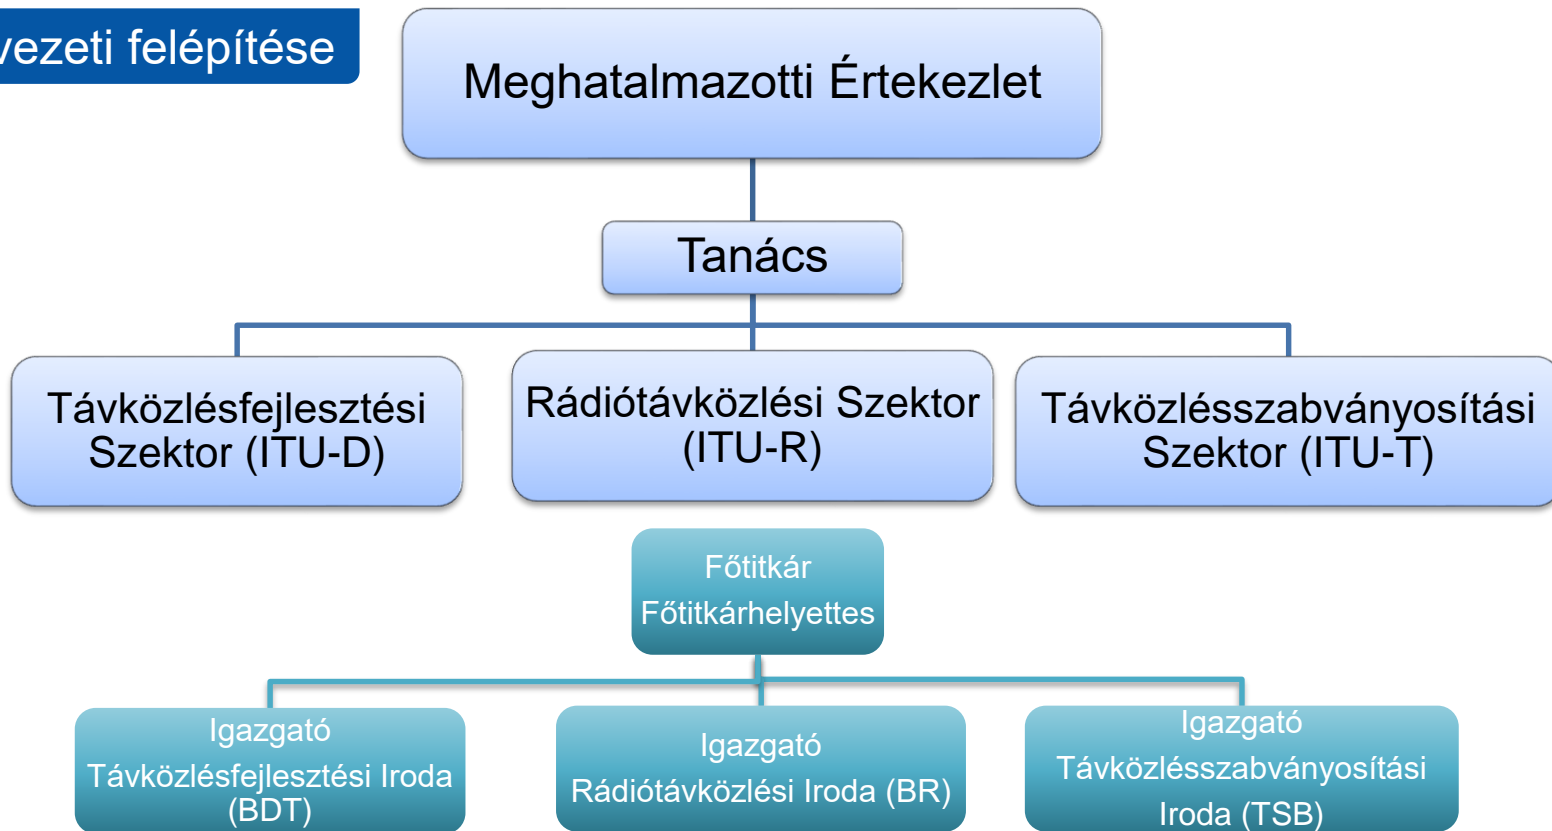 vezeti felépítése
Meghatalmazotti Értekezlet
Tanács
Távközlésfejlesztési
Szektor (ITU-D)
Rádiótávközlési Szektor
(ITU-R)
Távközlésszabványosítási
Szektor (ITU-T)
Főtitkár
Főtitkárhelyettes
Igazgató
Távközlésfejlesztési Iroda
(BDT)
Igazgató
Rádiótávközlési Iroda (BR)
Igazgató
Távközlésszabványosítási
Iroda (TSB)